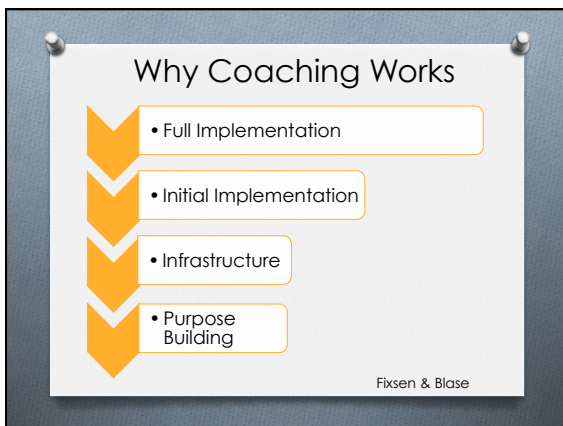 Why Coaching Works
• Full Implementation
• Initial Implementation
• Infrastructure
• Purpose
Building
Fixsen & Blase